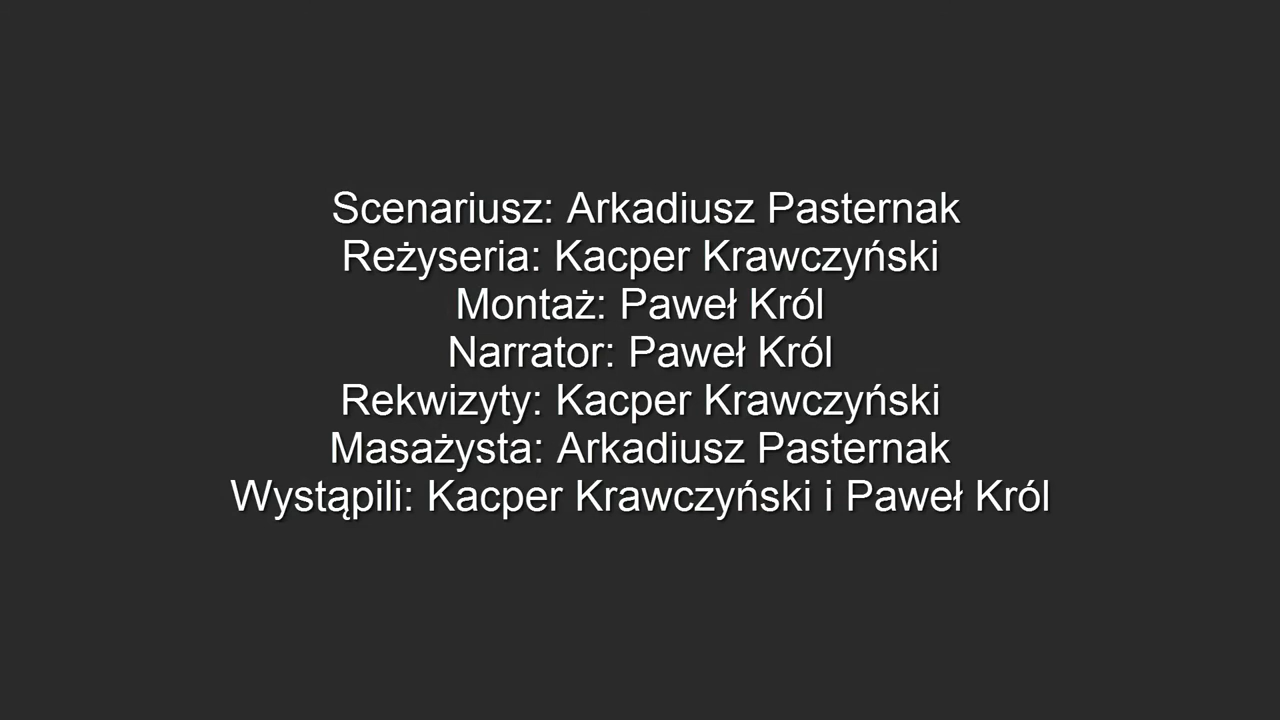 Scenariusz: Arkadiusz Pasternak
Reżyseria: Kacper Krawczyński
Montaż: Paweł Król
Narrator: Paweł Król
Rekwizyty: Kacper Krawczyński
Masażysta: Arkadiusz Pasternak
Wystąpili: Kacper Krawczyński i Paweł Król